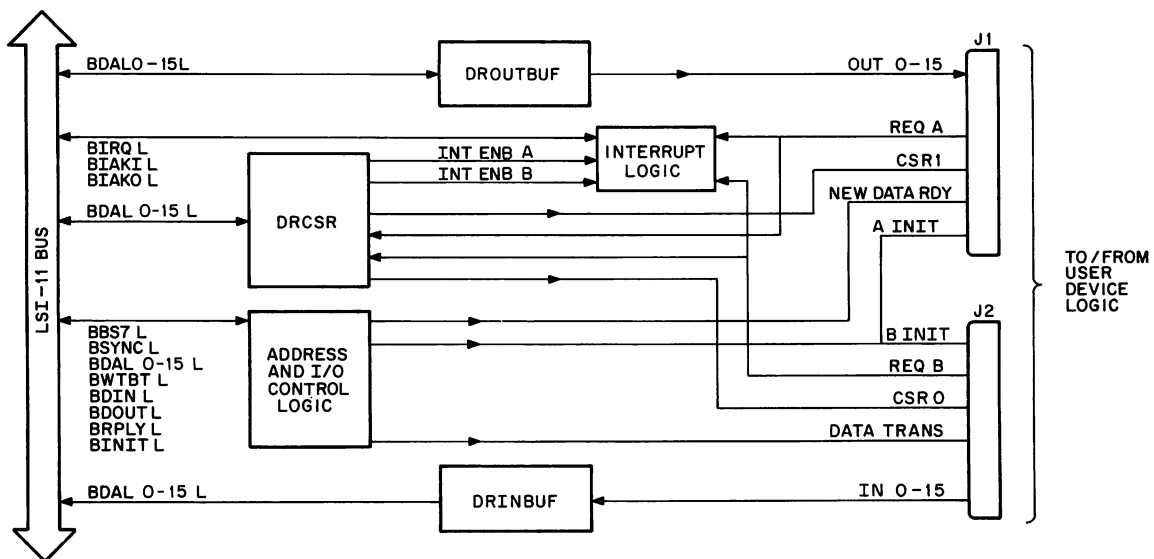 J1
BDAL0-15L
DROUTBUF
OUT 0-15
BIRQ L
BIAKI L
BIAKO L
INT ENB A
INT ENB B
INTERRUPT
LOGIC
REQ A
CSR1
NEW DATA RDY
A INIT
BDAL 0-15 L
DRCSR
LSI-11 BUS
TO/FROM
USER
DEVICE
LOGIC
J2
BBS7 L
BSYNC L
BDAL 0-15 L
BWTBT L
BDIN L
BDOUT L
BRPLY L
BINIT L
ADDRESS
AND I/O
CONTROL
LOGIC
B INIT
REQ B
CSR 0
DATA TRANS
BDAL 0-15 L
DRINBUF
IN 0-15